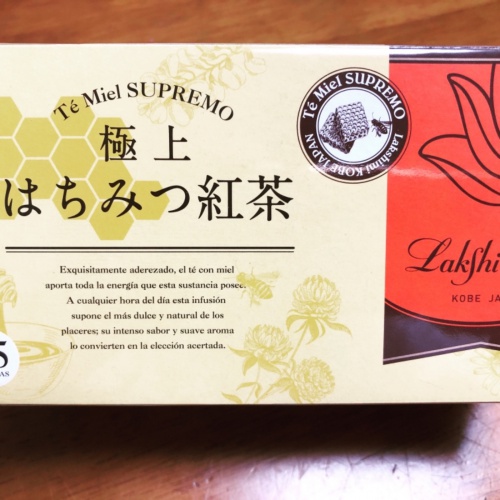 Té Miel SUPREMO
極上
はちみつ紅茶
Exquisitamente aderezado, el té con miel
aporta toda la energía que esta sustancia posee.
A cualquier hora del día esta infusión
supone el más dulce y natural de los
placeres; su intenso sabor y suave aroma
lo convierten en la elección acertada.
Té Miel SUPREMO
Lakshimi KOBE JAPAN
Lakshi
KOBE JA
5
AS